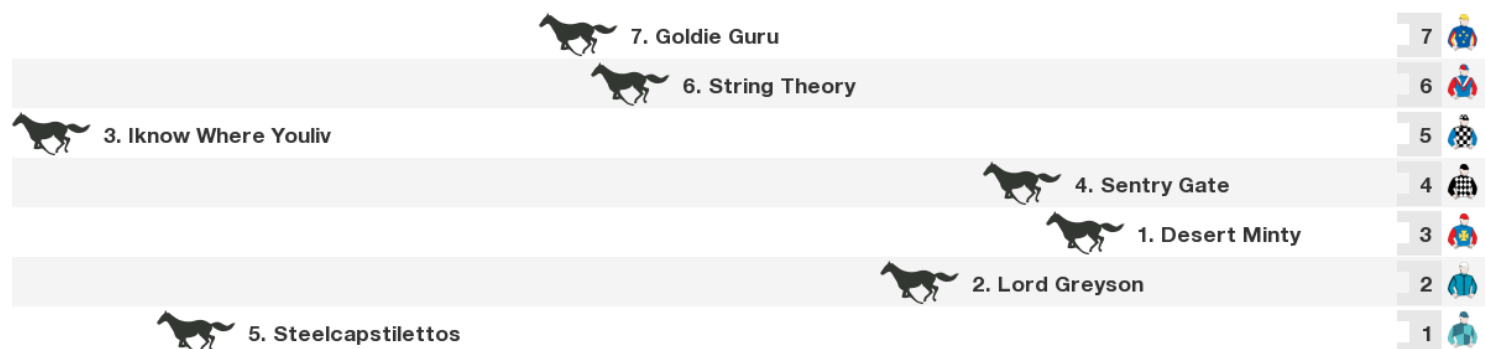 7. Goldie Guru 7
6. String Theory 6
3. Iknow Where Youliv 5
4. Sentry Gate 4
1. Desert Minty 3
2. Lord Greyson 2
5. Steelcapstilettos 1